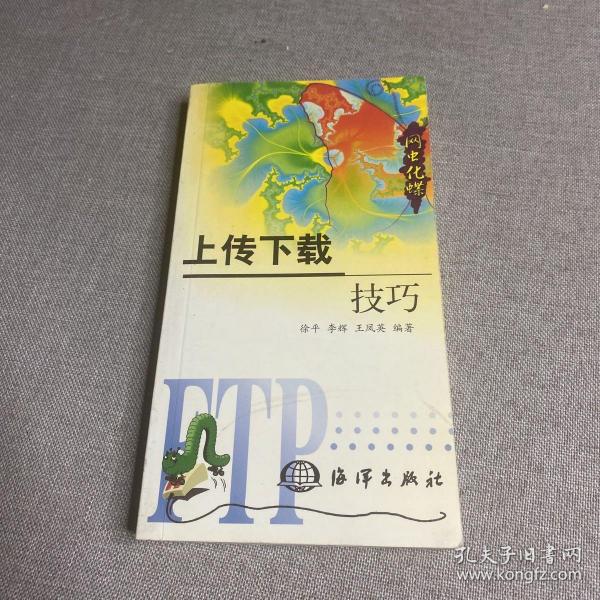 网虫化蝶
上传下载
技巧
徐平 李辉 王凤英 编著
FTP
海洋出版社
孔夫子旧书网
www.kongfz.com